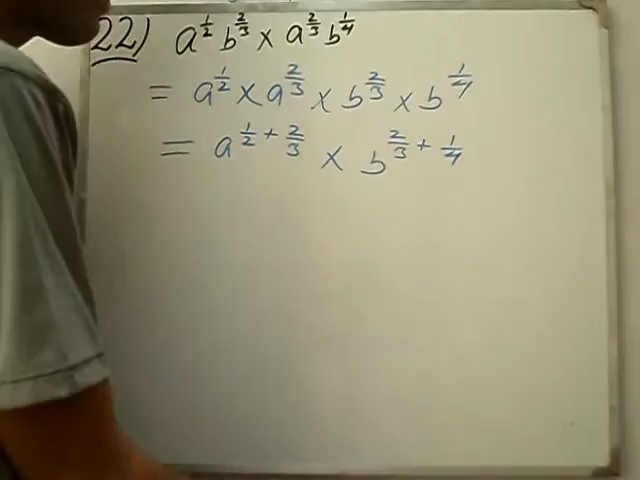 22) a^{1/2} b^{2/3} × a^{2/3} b^{1/4}
= a^{1/2} × a^{2/3} × b^{2/3} × b^{1/4}
= a^{1/2 + 2/3} × b^{2/3 + 1/4}